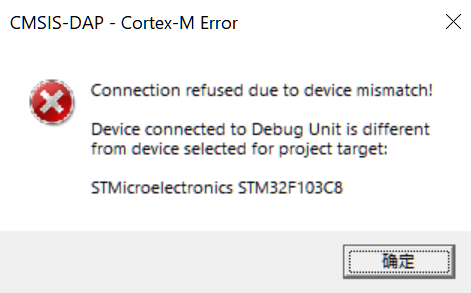 CMSIS-DAP - Cortex-M Error
Connection refused due to device mismatch!
Device connected to Debug Unit is different
from device selected for project target:
STMicroelectronics STM32F103C8
确定